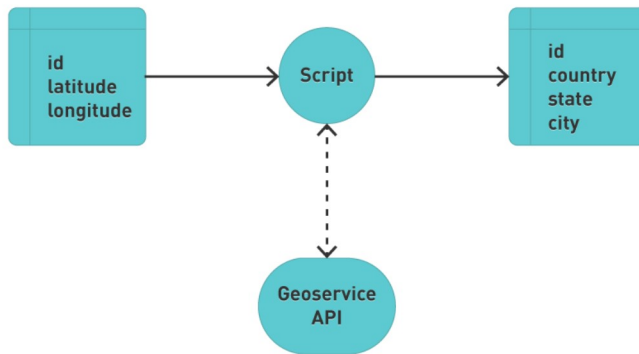 id
latitude
longitude
Script
id
country
state
city
Geoservice
API